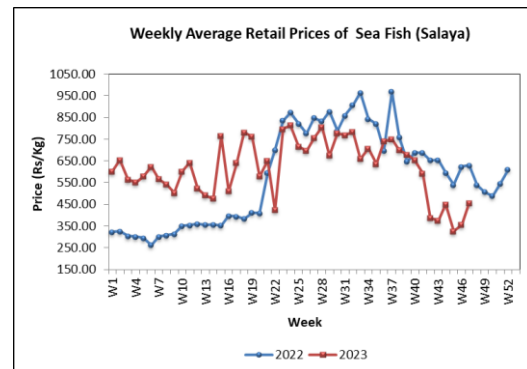 Weekly Average Retail Prices of Sea Fish (Salaya)
Price (Rs/Kg)
1050.00
950.00
850.00
750.00
650.00
550.00
450.00
350.00
250.00
150.00
W1
W4
W7
W10
W13
W16
W19
W22
W25
W28
W31
W34
W37
W40
W43
W46
W49
W52
Week
2022
2023